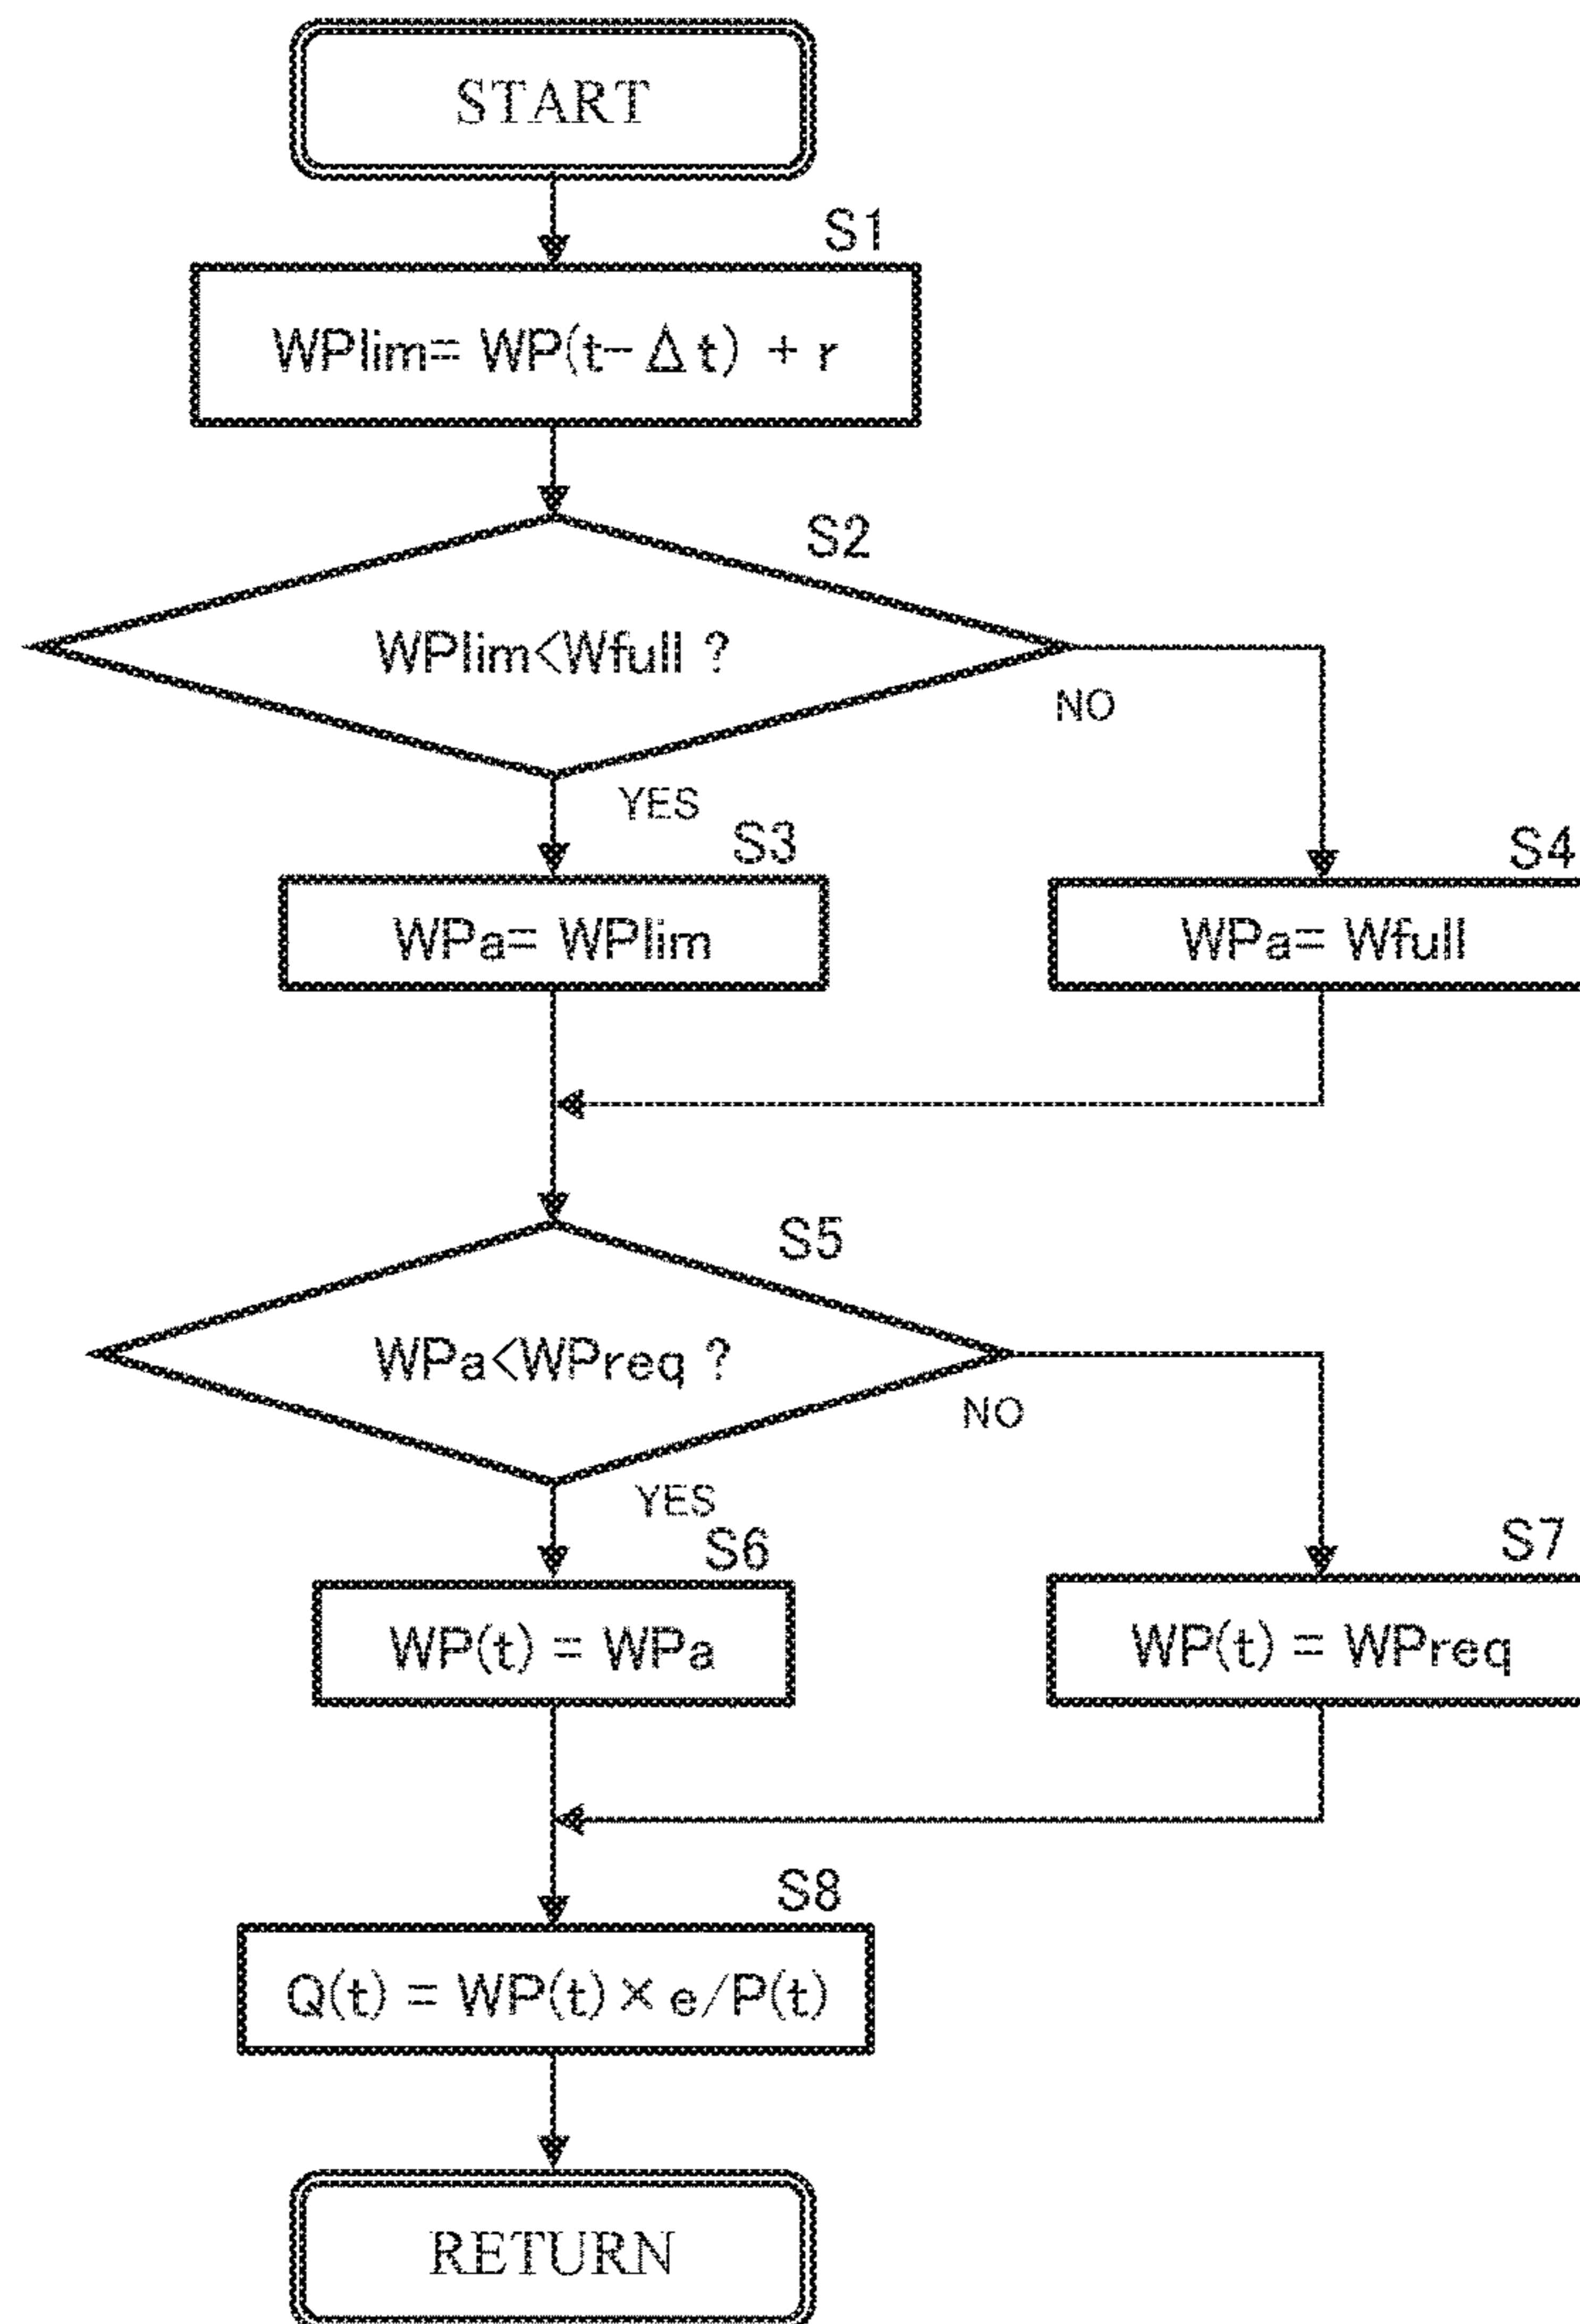 START
S1
WPlim= WP(t-Δt) + r
S2
WPlim<Wfull ?
NO
YES
S3
S4
WPa= WPlim
WPa= Wfull
S5
WPa<WPreq ?
NO
YES
S6
S7
WP(t) = WPa
WP(t) = WPreq
S8
Q(t) = WP(t)×e/P(t)
RETURN